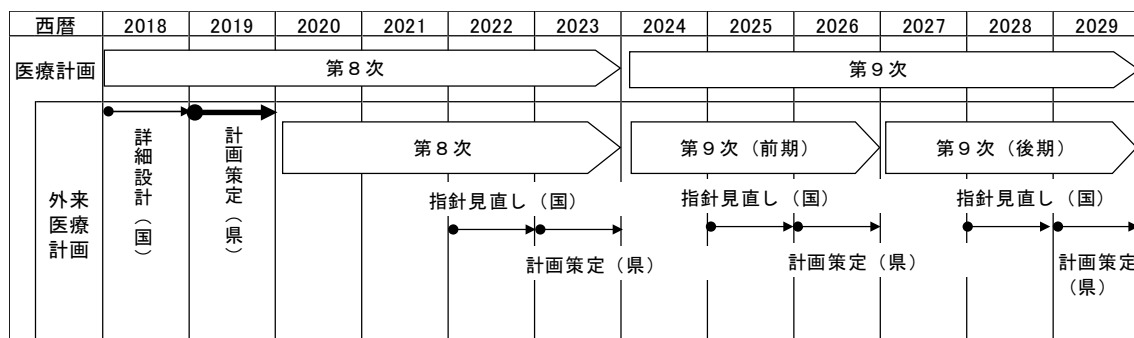 西暦 2018 2019 2020 2021 2022 2023 2024 2025 2026 2027 2028 2029
医療計画 第8次 第9次
外来医療計画
詳細設計（国）
計画策定（県）
第8次 第9次（前期） 第9次（後期）
指針見直し（国） 指針見直し（国） 指針見直し（国）
計画策定（県） 計画策定（県） 計画策定
（県）